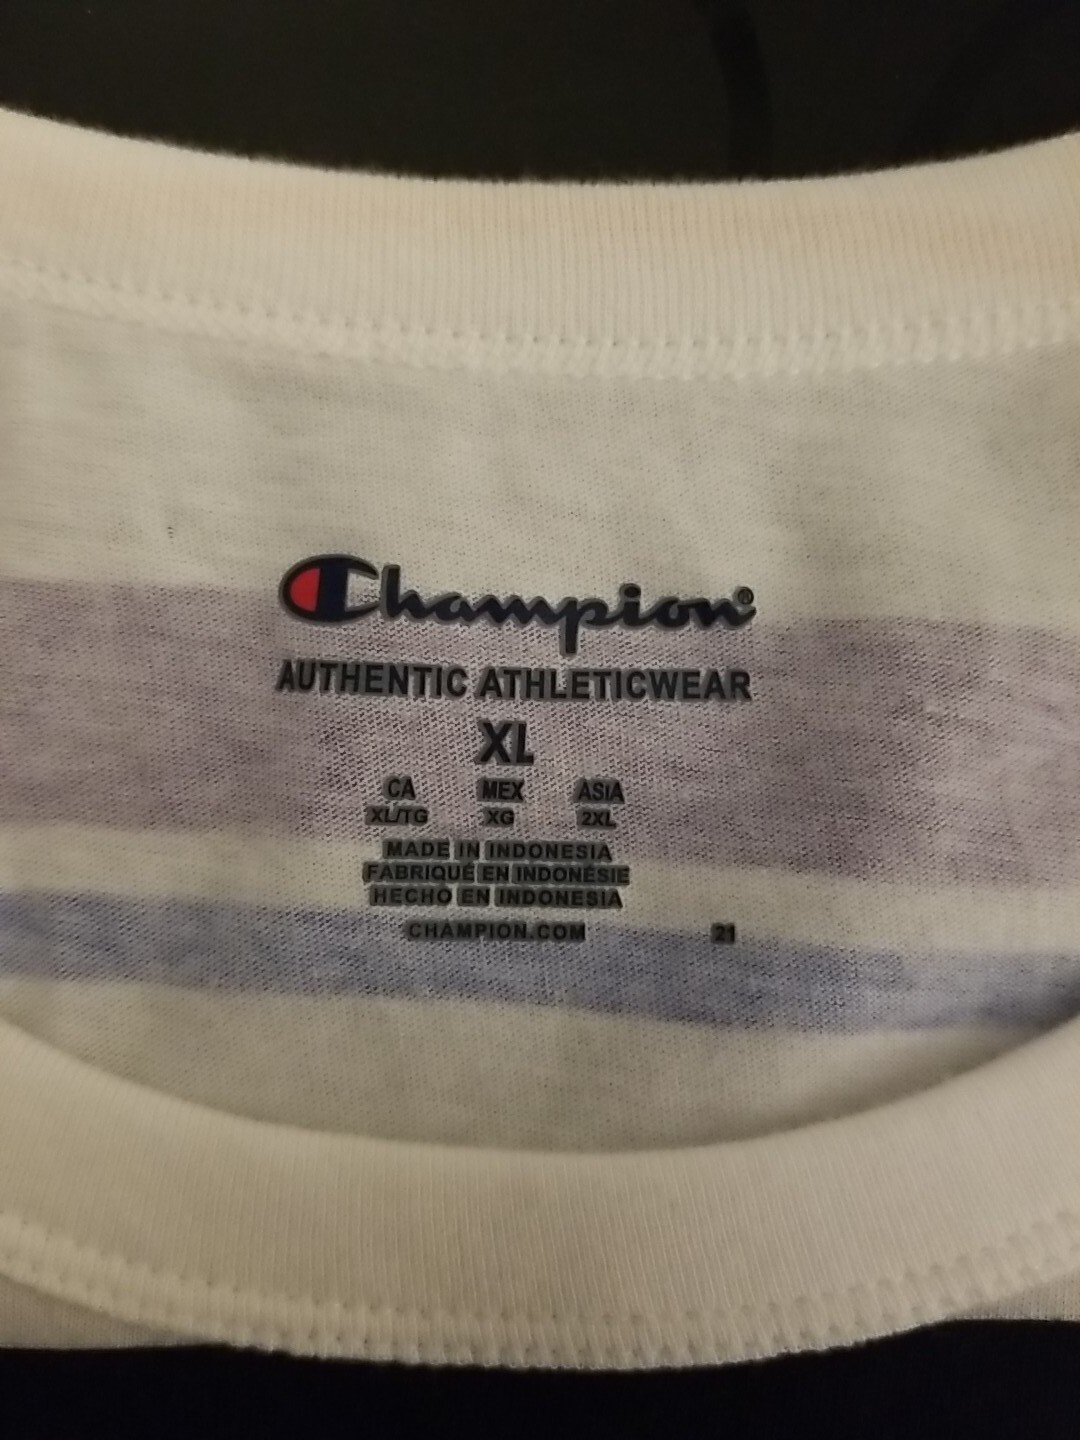 Champion®
AUTHENTIC ATHLETICWEAR
XL
CA MEX ASIA
XL/TG XG 2XL
MADE IN INDONESIA
FABRIQUÉ EN INDONÉSIE
HECHO EN INDONESIA
CHAMPION.COM 21